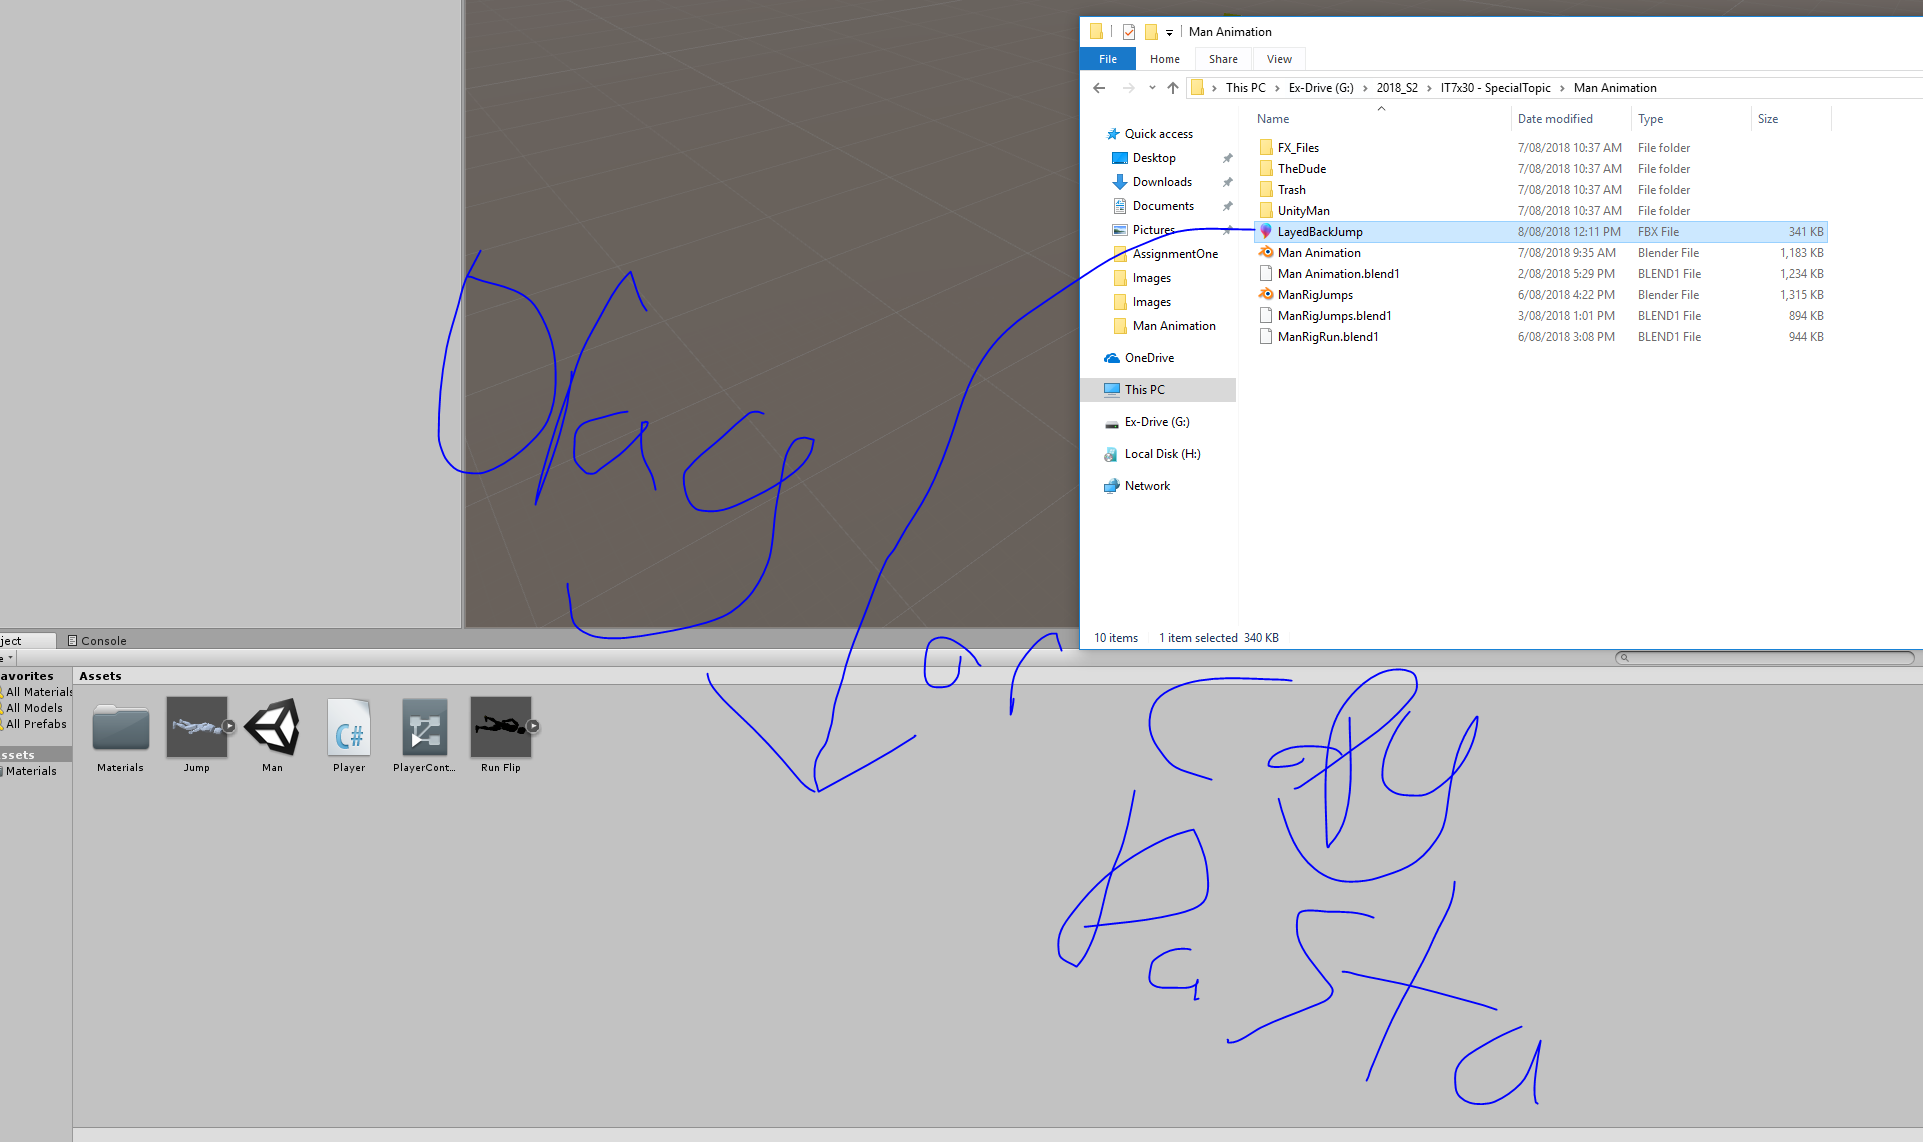 Man Animation
File Home Share View
This PC Ex-Drive (G:) 2018_S2 IT7x30 - SpecialTopic Man Animation
Name Date modified Type Size
Quick access
Desktop
Downloads
Documents
Pictures
AssignmentOne
Images
Images
Man Animation
OneDrive
This PC
Ex-Drive (G:)
Local Disk (H:)
Network
FX_Files 7/08/2018 10:37 AM File folder
TheDude 7/08/2018 10:37 AM File folder
Trash 7/08/2018 10:37 AM File folder
UnityMan 7/08/2018 10:37 AM File folder
LayedBackJump 8/08/2018 12:11 PM FBX File 341 KB
Man Animation 7/08/2018 9:35 AM Blender File 1,183 KB
Man Animation.blend1 2/08/2018 5:29 PM BLEND1 File 1,234 KB
ManRigJumps 6/08/2018 4:22 PM Blender File 1,315 KB
ManRigJumps.blend1 3/08/2018 1:01 PM BLEND1 File 894 KB
ManRigRun.blend1 6/08/2018 3:08 PM BLEND1 File 944 KB
10 items 1 item selected 340 KB
Drag
or
Copy
Pasta
ject Console
e
avorites
All Materials
All Models
All Prefabs
ssets
Materials
Assets
Materials Jump Man Player PlayerCont... Run Flip